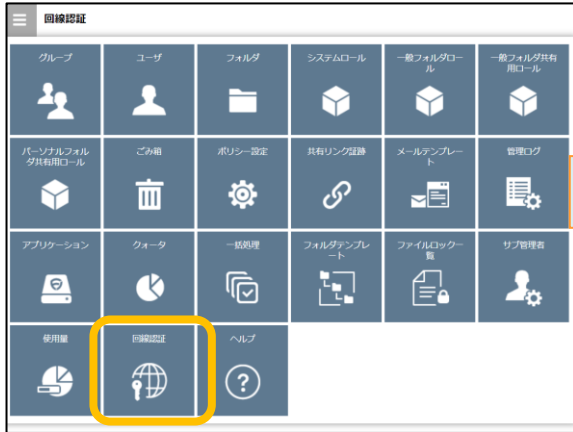 回線認証
グループ
ユーザ
フォルダ
システムロール
一般フォルダロー
ル
一般フォルダ共有
用ロール
パーソナルフォル
ダ共有用ロール
ごみ箱
ポリシー設定
共有リンク証跡
メールテンプレー
ト
管理ログ
アプリケーション
クォータ
一括処理
フォルダテンプレ
ート
ファイルロック一
覧
サブ管理者
使用量
回線認証
ヘルプ